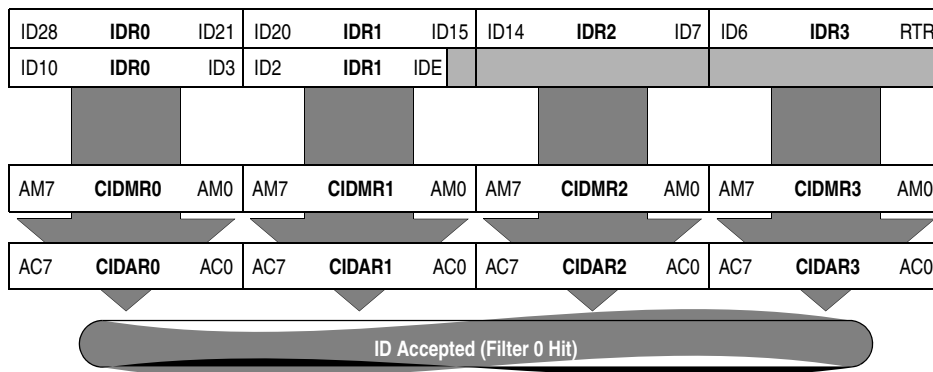 ID28 IDR0 ID21 ID20 IDR1 ID15 ID14 IDR2 ID7 ID6 IDR3 RTR
ID10 IDR0 ID3 ID2 IDR1 IDE
AM7 CIDMR0 AM0 AM7 CIDMR1 AM0 AM7 CIDMR2 AM0 AM7 CIDMR3 AM0
AC7 CIDAR0 AC0 AC7 CIDAR1 AC0 AC7 CIDAR2 AC0 AC7 CIDAR3 AC0
ID Accepted (Filter 0 Hit)